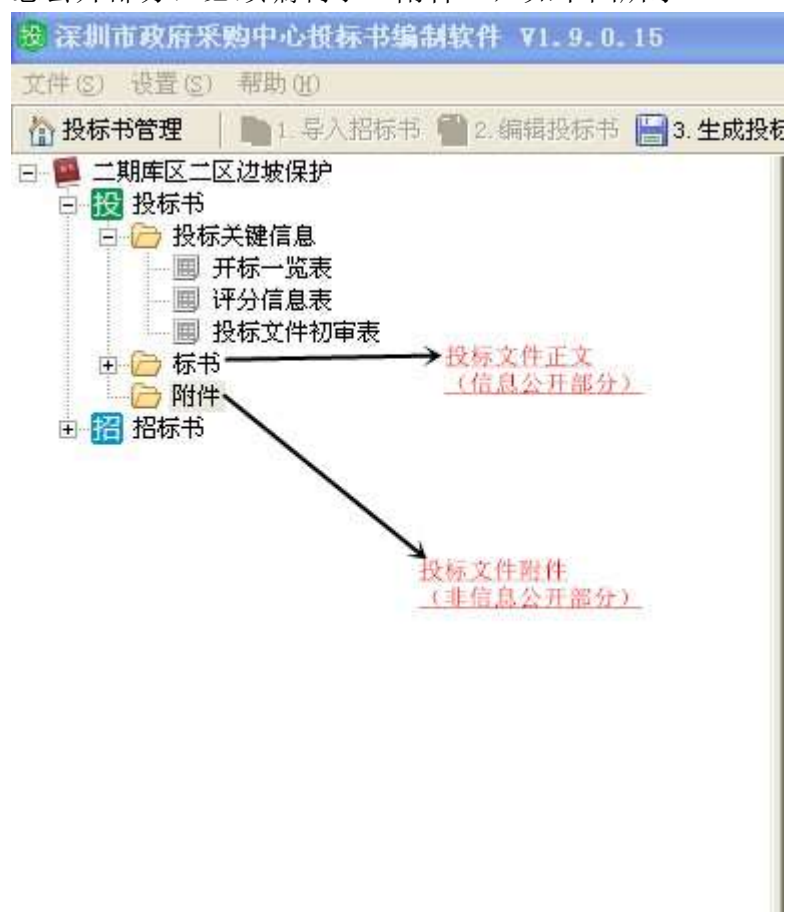 深圳市政府采购中心投标书编制软件 V1.9.0.15
文件(S) 设置(S) 帮助(H)
投标书管理 1. 导入招标书 2. 编辑投标书 3. 生成投标
二期库区二区边坡保护
投 投标书
投标关键信息
开标一览表
评分信息表
投标文件初审表
标书
投标文件正文
（信息公开部分）
附件
招 招标书
投标文件附件
（非信息公开部分）